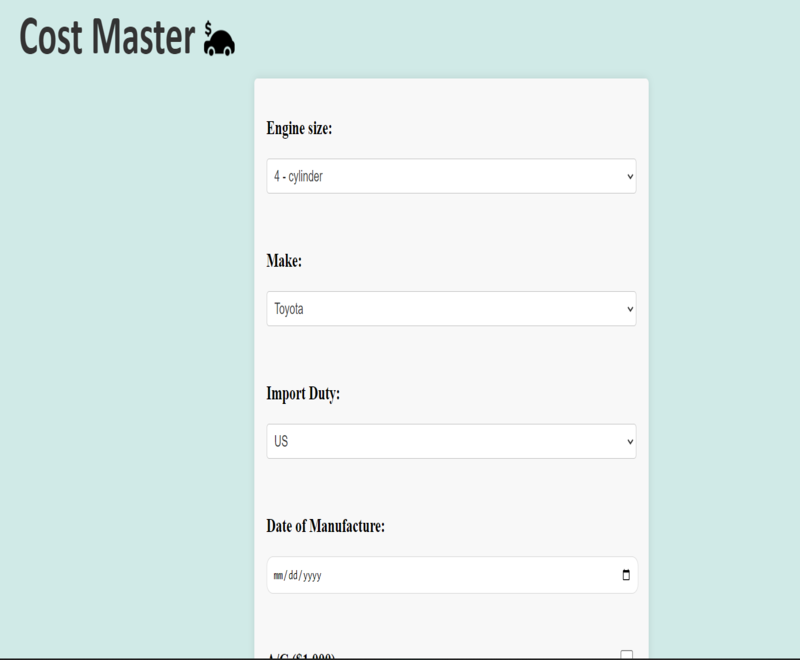 Cost Master
Engine size:
4 - cylinder
Make:
Toyota
Import Duty:
US
Date of Manufacture:
mm/dd/yyyy
A/C ($1,000)